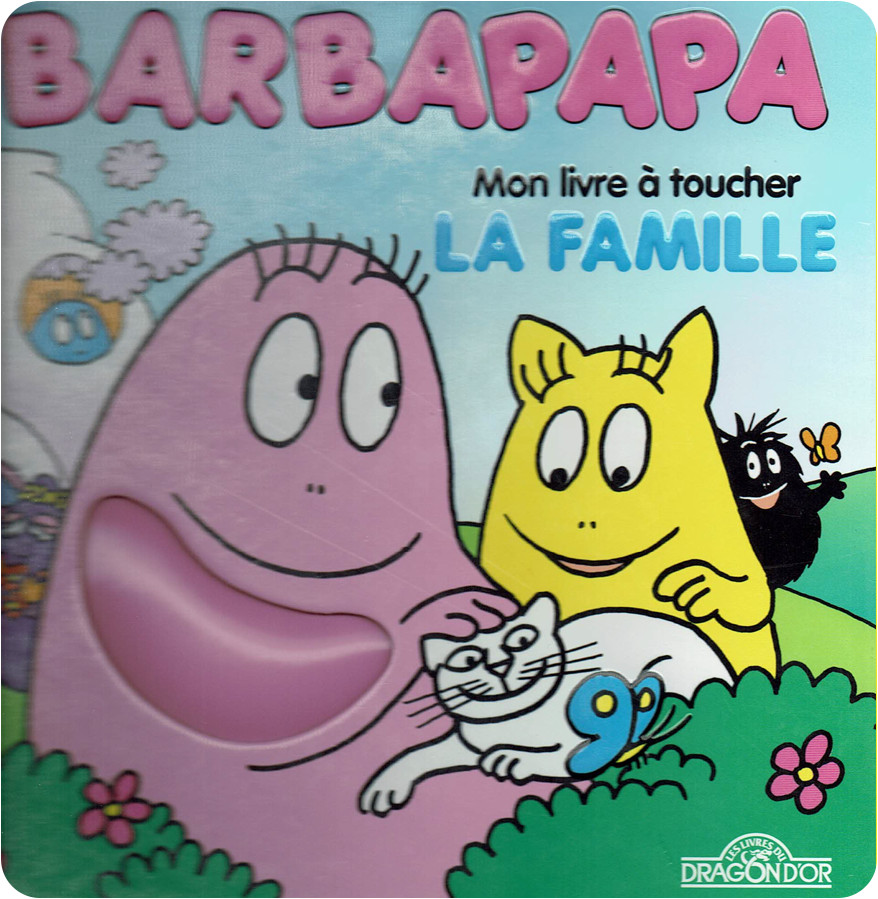 BARBAPAPA
Mon livre à toucher
LA FAMILLE
LES LIVRES DU
DRAGON D'OR